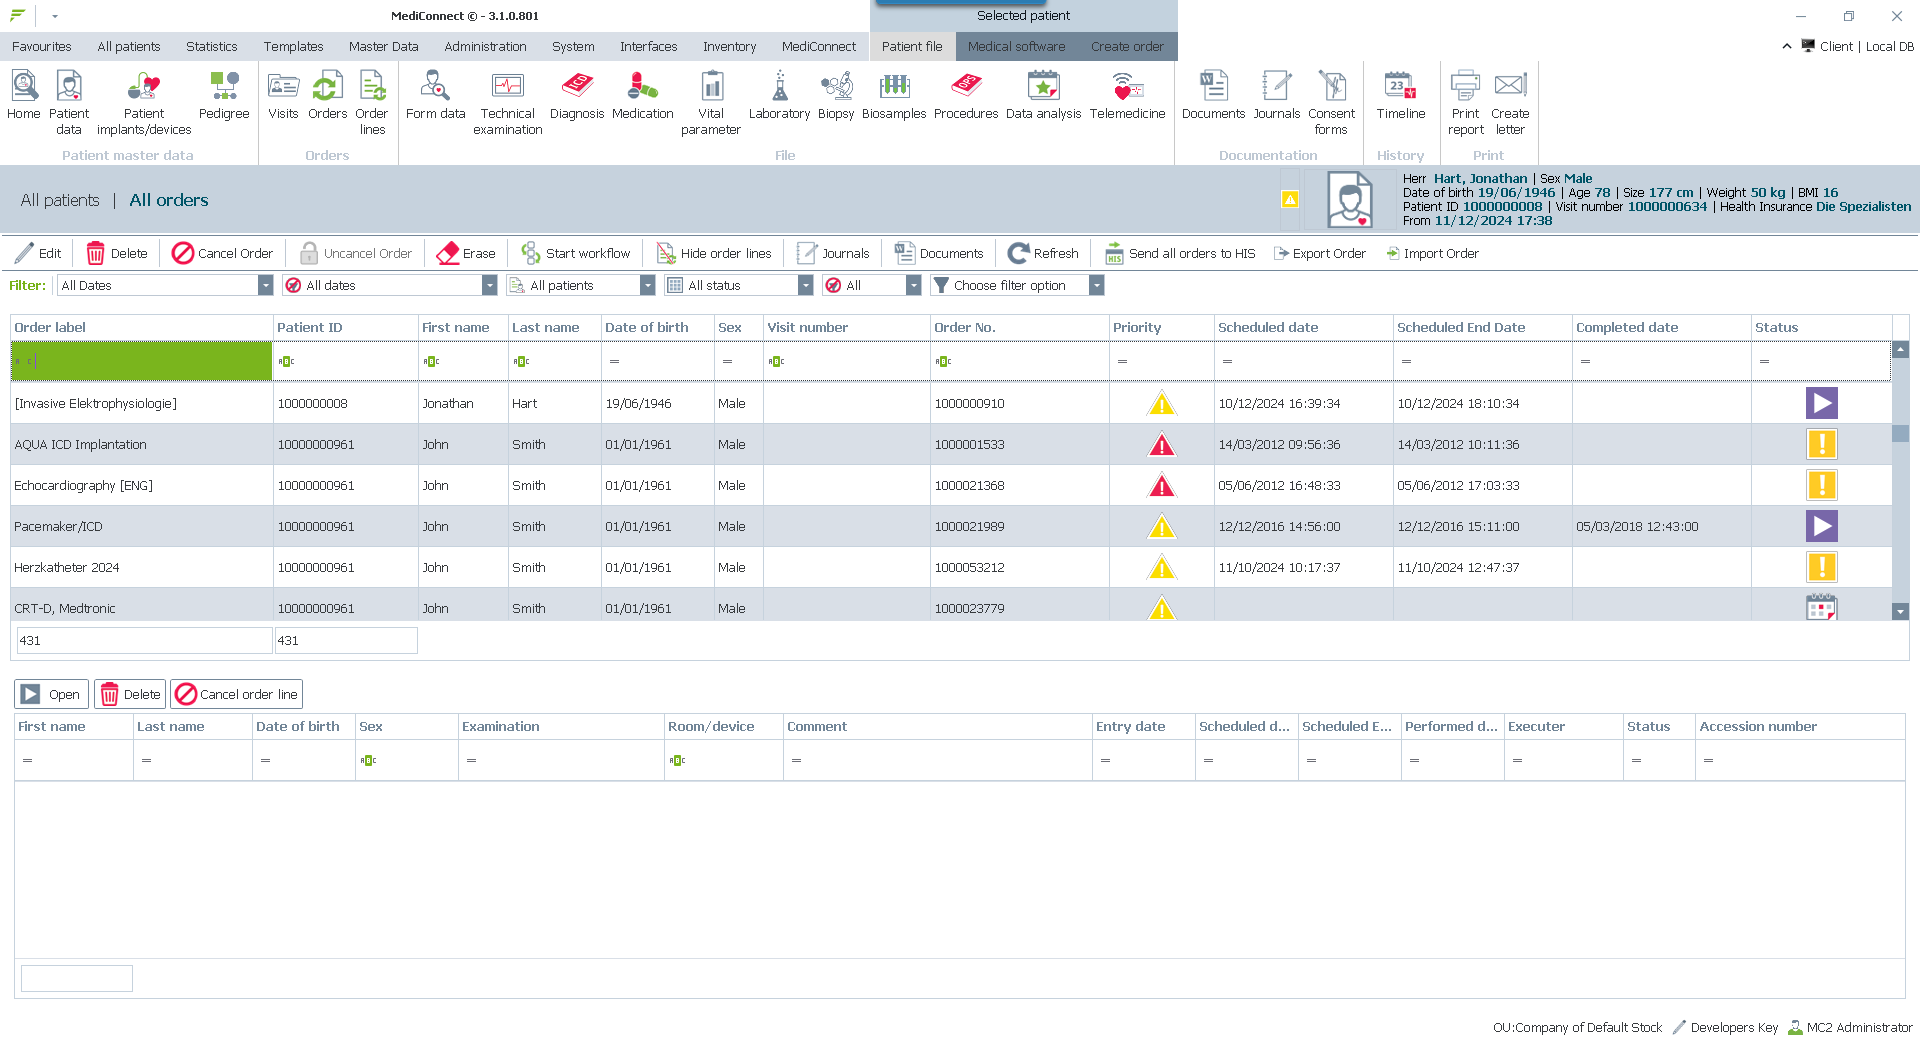 MediConnect © - 3.1.0.801
Selected patient
Favourites All patients Statistics Templates Master Data Administration System Interfaces Inventory MediConnect Patient file Medical software Create order Client | Local DB
Home Patient data Patient implants/devices Pedigree Visits Orders Order lines Form data Technical examination Diagnosis Medication Vital parameter Laboratory Biopsy Biosamples Procedures Data analysis Telemedicine Documents Journals Consent forms Timeline Print report Create letter
Patient master data Orders File Documentation History Print
All patients | All orders
Herr Hart, Jonathan | Sex Male
Date of birth 19/06/1946 | Age 78 | Size 177 cm | Weight 50 kg | BMI 16
Patient ID 1000000008 | Visit number 1000000634 | Health Insurance Die Spezialisten
From 11/12/2024 17:38
Edit Delete Cancel Order Uncancel Order Erase Start workflow Hide order lines Journals Documents Refresh Send all orders to HIS Export Order Import Order
Filter: All Dates All dates All patients All status All Choose filter option
Order label Patient ID First name Last name Date of birth Sex Visit number Order No. Priority Scheduled date Scheduled End Date Completed date Status
[Invasive Elektrophysiologie] 1000000008 Jonathan Hart 19/06/1946 Male 1000000910 10/12/2024 16:39:34 10/12/2024 18:10:34
AQUA ICD Implantation 10000000961 John Smith 01/01/1961 Male 1000001533 14/03/2012 09:56:36 14/03/2012 10:11:36
Echocardiography [ENG] 10000000961 John Smith 01/01/1961 Male 1000021368 05/06/2012 16:48:33 05/06/2012 17:03:33
Pacemaker/ICD 10000000961 John Smith 01/01/1961 Male 1000021989 12/12/2016 14:56:00 12/12/2016 15:11:00 05/03/2018 12:43:00
Herzkatheter 2024 10000000961 John Smith 01/01/1961 Male 1000053212 11/10/2024 10:17:37 11/10/2024 12:47:37
CRT-D, Medtronic 10000000961 John Smith 01/01/1961 Male 1000023779
431 431
Open Delete Cancel order line
First name Last name Date of birth Sex Examination Room/device Comment Entry date Scheduled d... Scheduled E... Performed d... Executer Status Accession number
OU:Company of Default Stock Developers Key MC2 Administrator